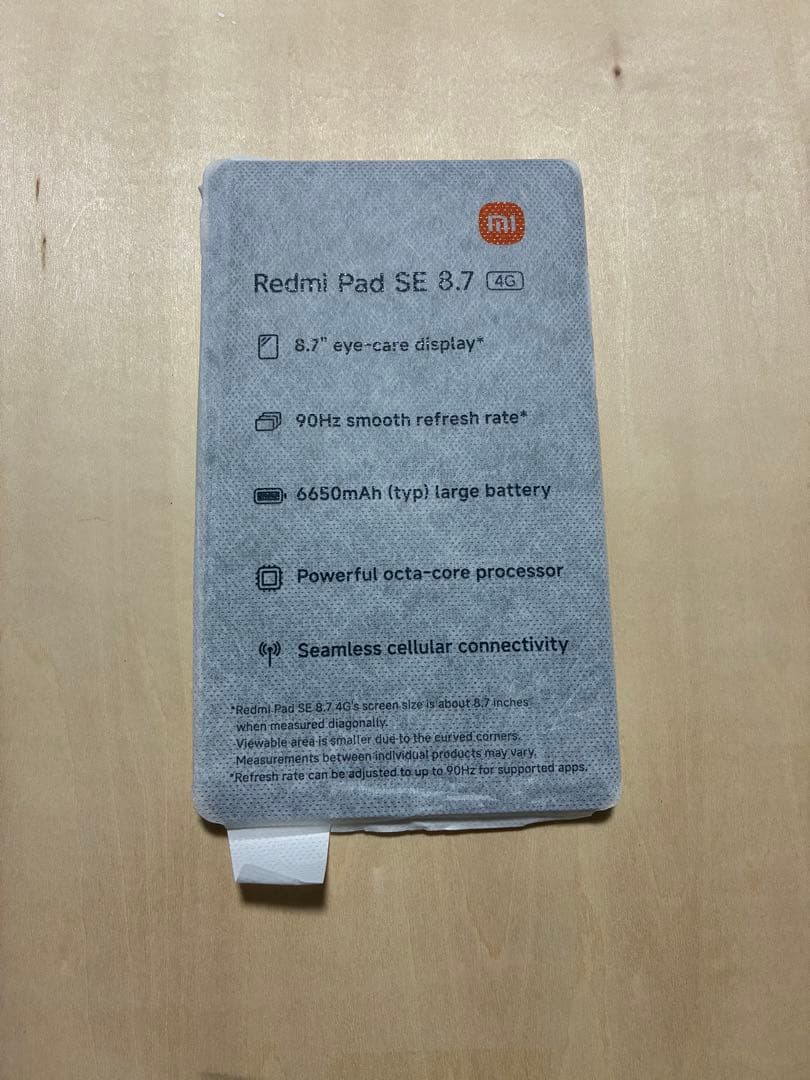 mi
Redmi Pad SE 8.7 4G
8.7" eye-care display*
90Hz smooth refresh rate*
6650mAh (typ) large battery
Powerful octa-core processor
Seamless cellular connectivity
*Redmi Pad SE 8.7 4G's screen size is about 8.7 inches
when measured diagonally.
Viewable area is smaller due to the curved corners.
Measurements between individual products may vary.
*Refresh rate can be adjusted to up to 90Hz for supported apps.